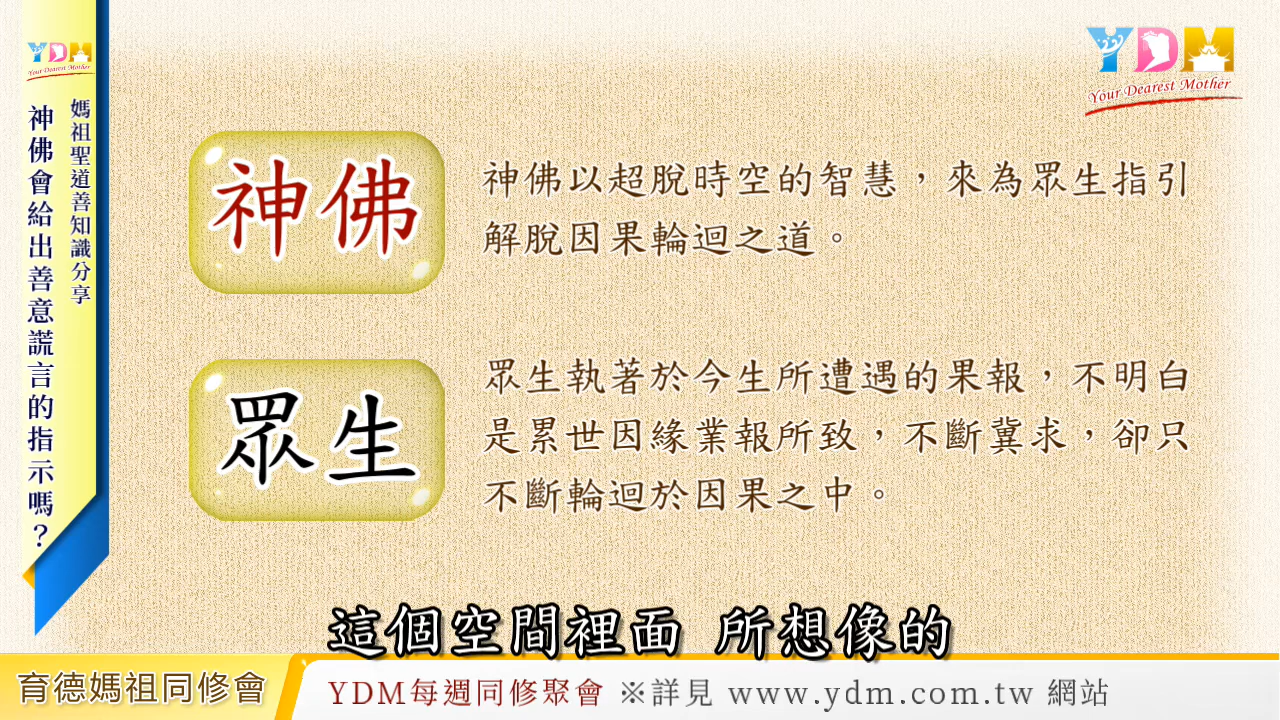 YDM
Your Dearest Mother
媽祖聖道善知識分享
神佛會給出善意謊言的指示嗎？
YDM
Your Dearest Mother
神佛
神佛以超脫時空的智慧，來為眾生指引
解脫因果輪迴之道。
眾生
眾生執著於今生所遭遇的果報，不明白
是累世因緣業報所致，不斷冀求，卻只
不斷輪迴於因果之中。
這個空間裡面 所想像的
育德媽祖同修會
YDM每週同修聚會 ※詳見 www.ydm.com.tw 網站